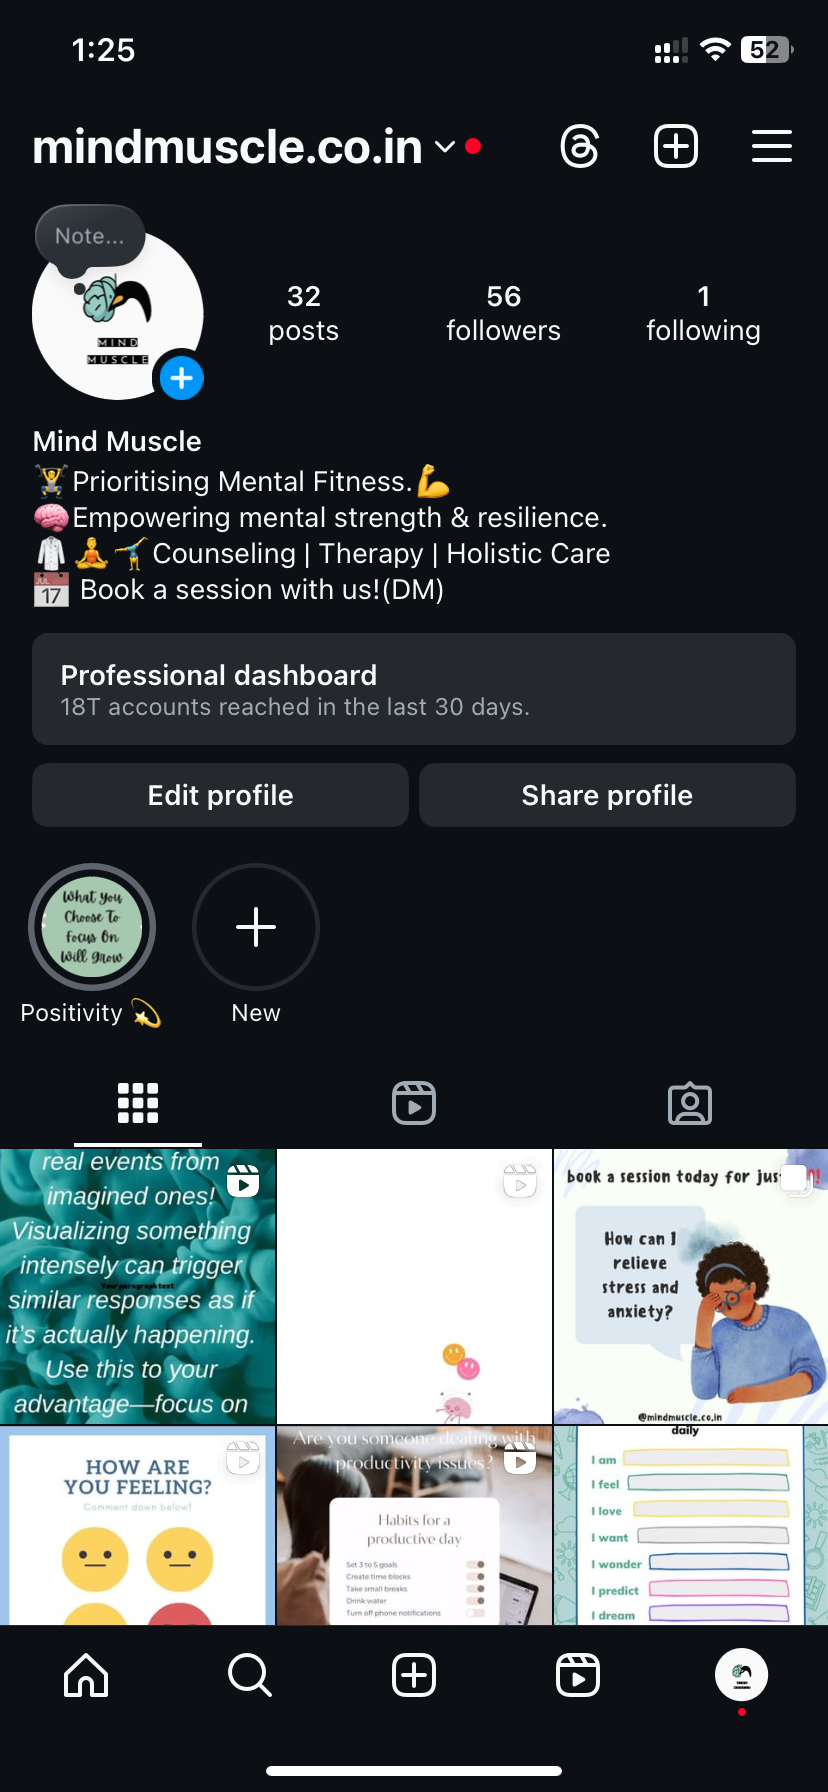 1:25
52
mindmuscle.co.in
Note...
MIND
MUSCLE
32
posts
56
followers
1
following
Mind Muscle
🏋️Prioritising Mental Fitness.💪
🧠Empowering mental strength & resilience.
🥼🧘🤸 Counseling | Therapy | Holistic Care
📅 Book a session with us!(DM)
Professional dashboard
18T accounts reached in the last 30 days.
Edit profile
Share profile
What You
Choose To
Focus On
Will Grow
Positivity 💫
New
real events from
imagined ones!
Visualizing something
intensely can trigger
Your paragraph text
similar responses as if
it's actually happening.
Use this to your
advantage—focus on
book a session today for jus
How can I
relieve
stress and
anxiety?
@mindmuscle.co.in
HOW ARE
YOU FEELING?
Comment down below!
Are you someone dealing with
productivity issues?
Habits for a
productive day
Set 3 to 5 goals
Create time blocks
Take small breaks
Drink water
Turn off phone notifications
daily
I am
I feel
I love
I want
I wonder
I predict
I dream